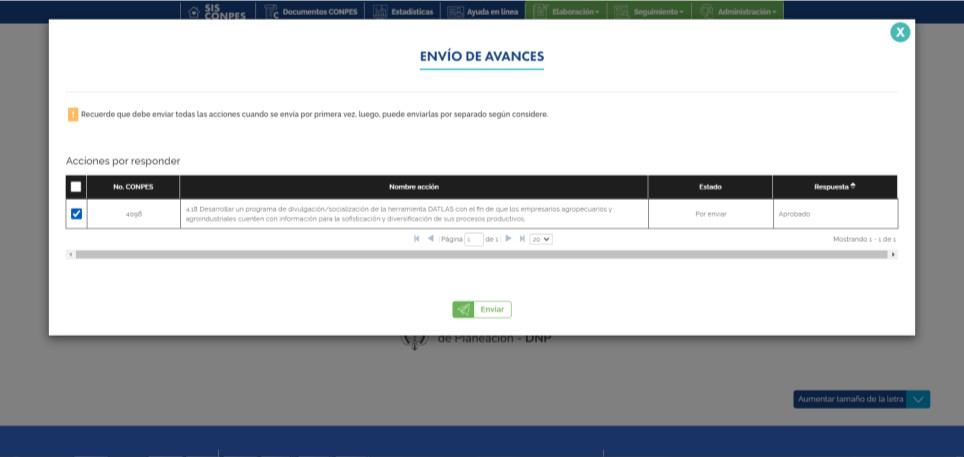 SIS
CONPES
Documentos CONPES
Estadísticas
Ayuda en línea
Elaboración
Seguimiento
Administración
X
ENVÍO DE AVANCES
! Recuerde que debe enviar todas las acciones cuando se envía por primera vez, luego, puede enviarlas por separado según considere.
Acciones por responder
No. CONPES Nombre acción Estado Respuesta
4098 4.18 Desarrollar un programa de divulgación/socialización de la herramienta DATLAS con el fin de que los empresarios agropecuarios y
agroindustriales cuenten con información para la sofisticación y diversificación de sus procesos productivos. Por enviar Aprobado
Página 1 de 1 20 Mostrando 1 - 1 de 1
Enviar
de Planeación - DNP
Aumentar tamaño de la letra